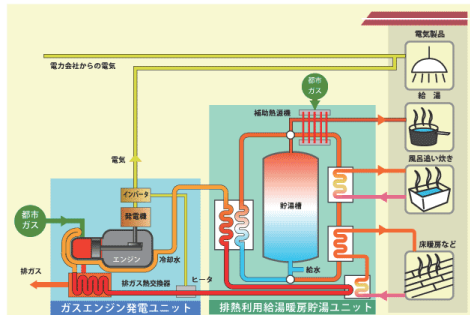 電気製品
電力会社からの電気
都市
ガス
補助熱源機
給 湯
電気
風呂追い炊き
インバータ
発電機
貯湯槽
都市
ガス
エンジン
冷却水
床暖房など
排ガス
排ガス熱交換器
ヒータ
給水
ガスエンジン発電ユニット
排熱利用給湯暖房貯湯ユニット